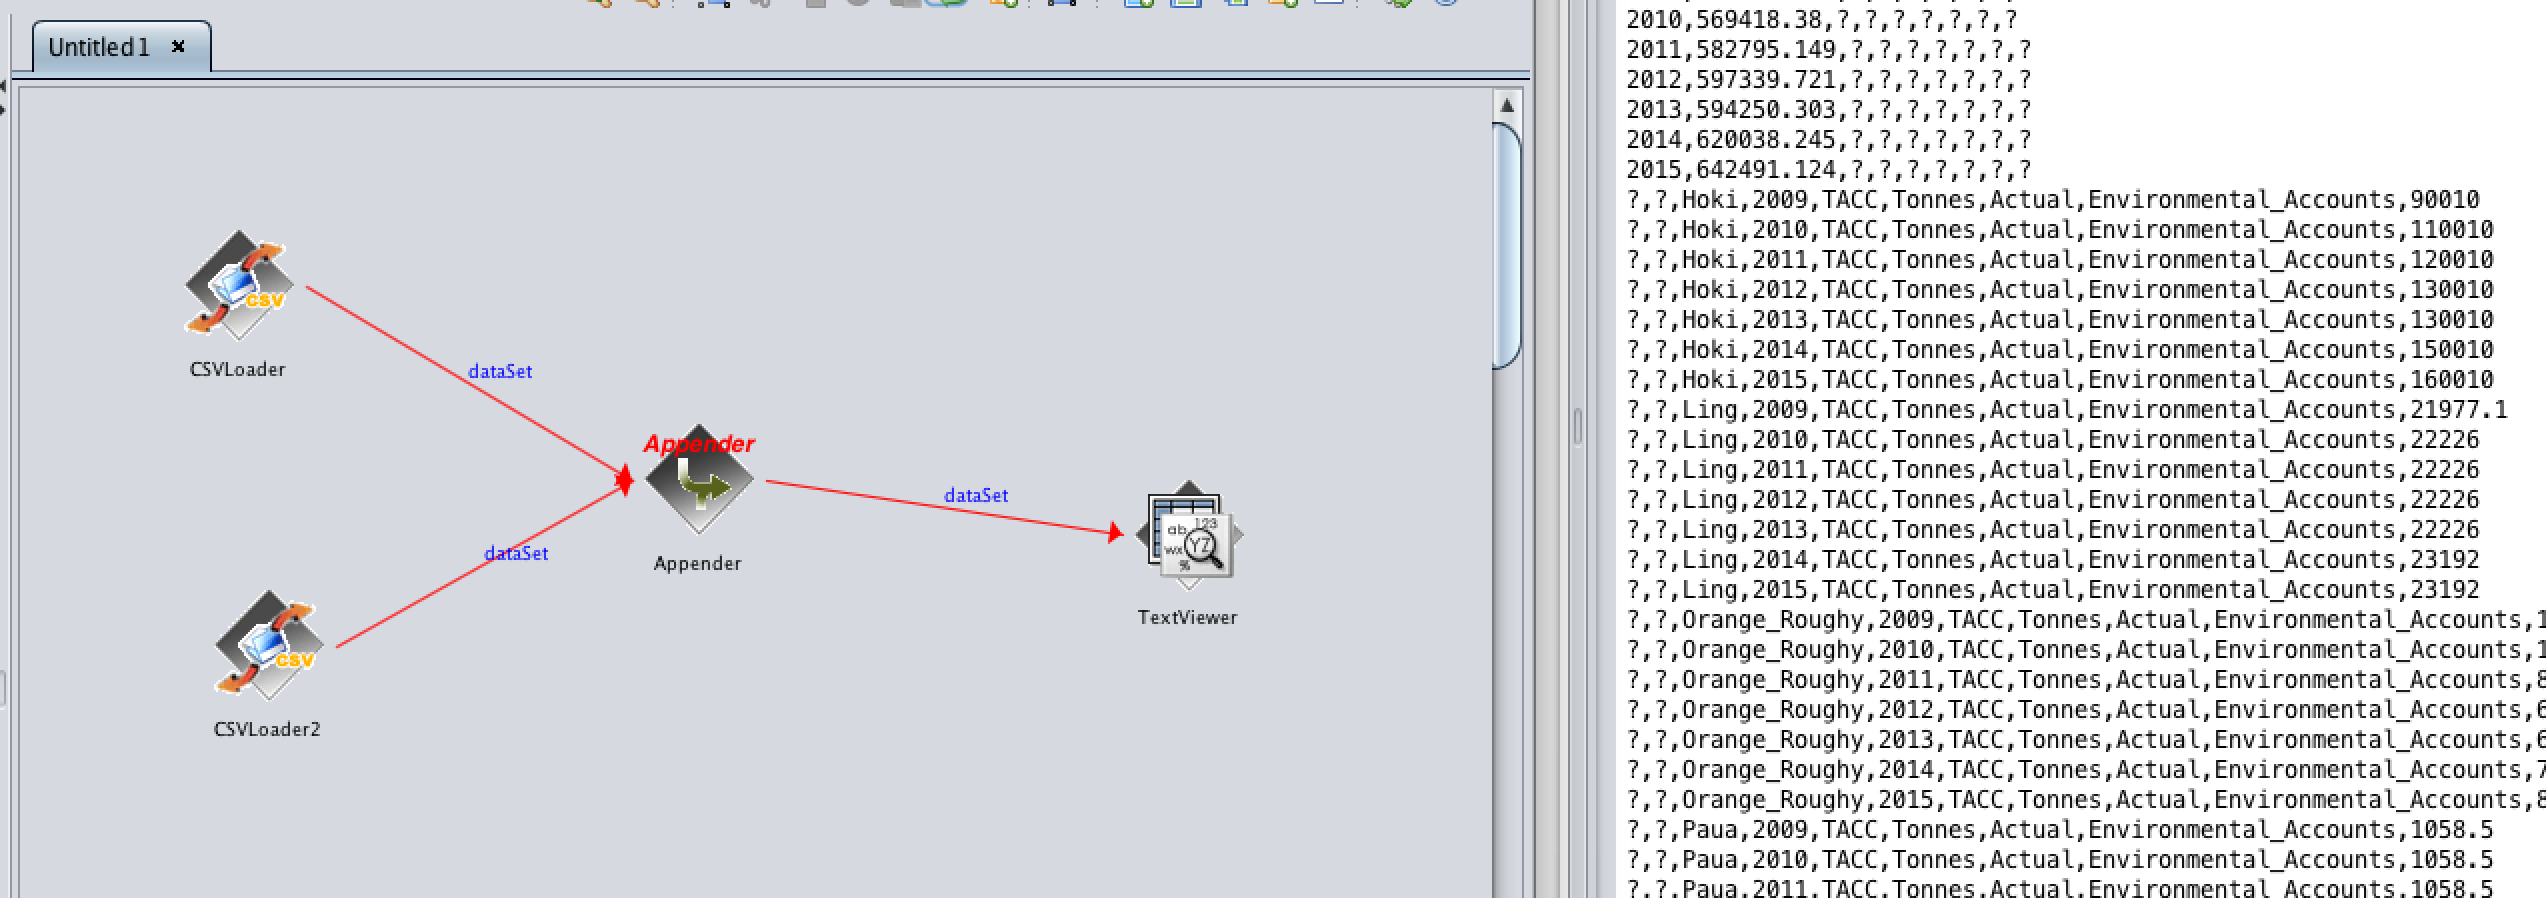 Untitled1 ×
CSVLoader
dataSet
Appender
Appender
dataSet
TextViewer
dataSet
CSVLoader2
CSV
CSV
ab
123
wx
YZ
%
2010,569418.38,?,?,?,?,?,?,?
2011,582795.149,?,?,?,?,?,?,?
2012,597339.721,?,?,?,?,?,?,?
2013,594250.303,?,?,?,?,?,?,?
2014,620038.245,?,?,?,?,?,?,?
2015,642491.124,?,?,?,?,?,?,?
?,?,Hoki,2009,TACC,Tonnes,Actual,Environmental_Accounts,90010
?,?,Hoki,2010,TACC,Tonnes,Actual,Environmental_Accounts,110010
?,?,Hoki,2011,TACC,Tonnes,Actual,Environmental_Accounts,120010
?,?,Hoki,2012,TACC,Tonnes,Actual,Environmental_Accounts,130010
?,?,Hoki,2013,TACC,Tonnes,Actual,Environmental_Accounts,130010
?,?,Hoki,2014,TACC,Tonnes,Actual,Environmental_Accounts,150010
?,?,Hoki,2015,TACC,Tonnes,Actual,Environmental_Accounts,160010
?,?,Ling,2009,TACC,Tonnes,Actual,Environmental_Accounts,21977.1
?,?,Ling,2010,TACC,Tonnes,Actual,Environmental_Accounts,22226
?,?,Ling,2011,TACC,Tonnes,Actual,Environmental_Accounts,22226
?,?,Ling,2012,TACC,Tonnes,Actual,Environmental_Accounts,22226
?,?,Ling,2013,TACC,Tonnes,Actual,Environmental_Accounts,22226
?,?,Ling,2014,TACC,Tonnes,Actual,Environmental_Accounts,23192
?,?,Ling,2015,TACC,Tonnes,Actual,Environmental_Accounts,23192
?,?,Orange_Roughy,2009,TACC,Tonnes,Actual,Environmental_Accounts,1
?,?,Orange_Roughy,2010,TACC,Tonnes,Actual,Environmental_Accounts,1
?,?,Orange_Roughy,2011,TACC,Tonnes,Actual,Environmental_Accounts,8
?,?,Orange_Roughy,2012,TACC,Tonnes,Actual,Environmental_Accounts,6
?,?,Orange_Roughy,2013,TACC,Tonnes,Actual,Environmental_Accounts,6
?,?,Orange_Roughy,2014,TACC,Tonnes,Actual,Environmental_Accounts,7
?,?,Orange_Roughy,2015,TACC,Tonnes,Actual,Environmental_Accounts,8
?,?,Paua,2009,TACC,Tonnes,Actual,Environmental_Accounts,1058.5
?,?,Paua,2010,TACC,Tonnes,Actual,Environmental_Accounts,1058.5
?,?,Paua,2011,TACC,Tonnes,Actual,Environmental_Accounts,1058.5